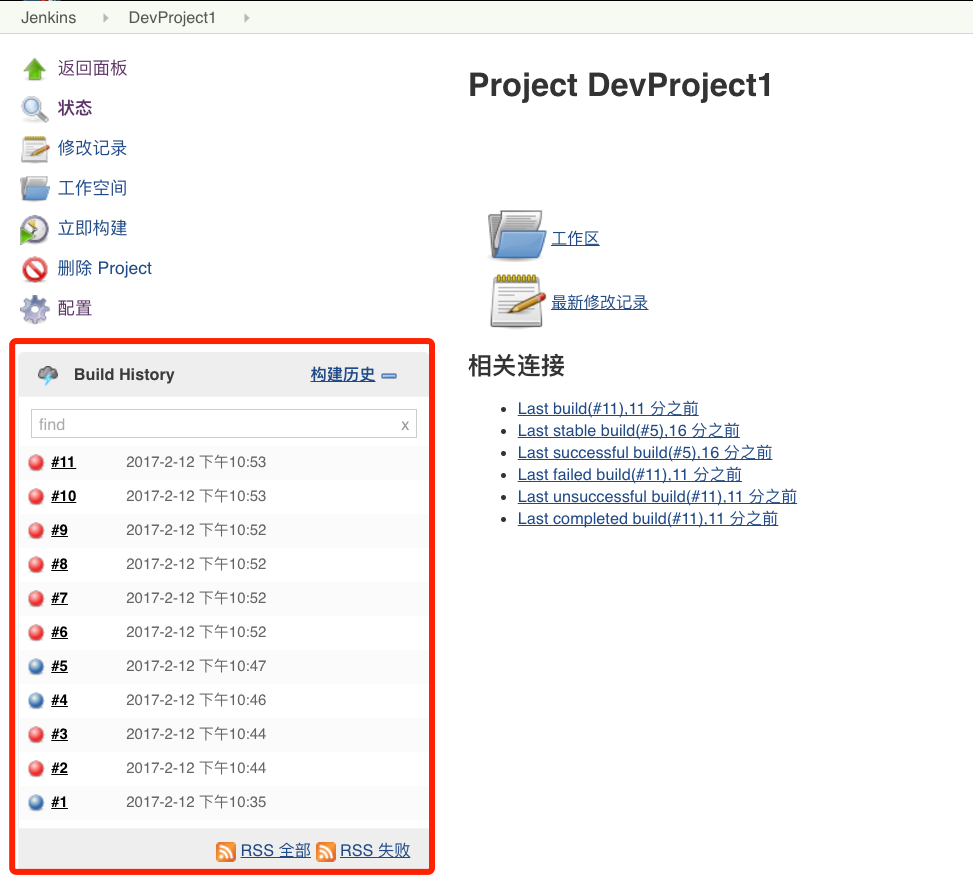 Jenkins DevProject1
返回面板
状态
修改记录
工作空间
立即构建
删除 Project
配置
Build History 构建历史
find x
#11 2017-2-12 下午10:53
#10 2017-2-12 下午10:53
#9 2017-2-12 下午10:52
#8 2017-2-12 下午10:52
#7 2017-2-12 下午10:52
#6 2017-2-12 下午10:52
#5 2017-2-12 下午10:47
#4 2017-2-12 下午10:46
#3 2017-2-12 下午10:44
#2 2017-2-12 下午10:44
#1 2017-2-12 下午10:35
RSS 全部 RSS 失败
Project DevProject1
工作区
最新修改记录
相关连接
Last build(#11),11 分之前
Last stable build(#5),16 分之前
Last successful build(#5),16 分之前
Last failed build(#11),11 分之前
Last unsuccessful build(#11),11 分之前
Last completed build(#11),11 分之前